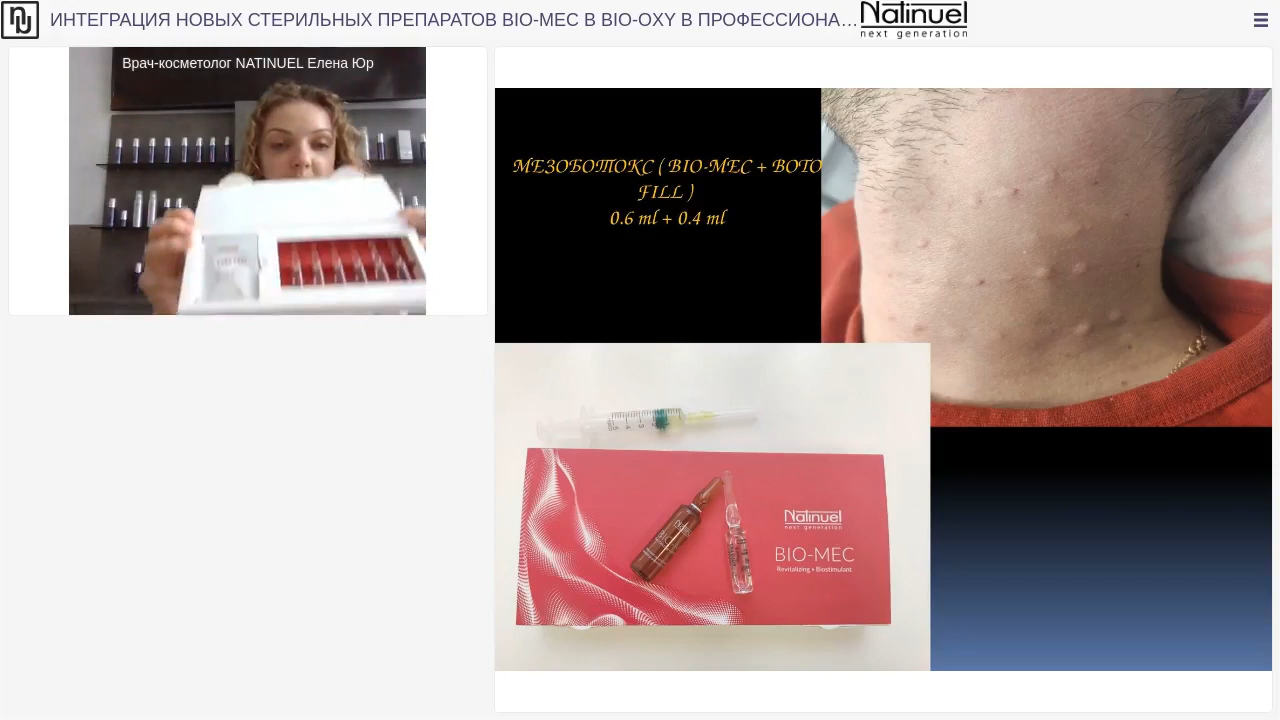 ИНТЕГРАЦИЯ НОВЫХ СТЕРИЛЬНЫХ ПРЕПАРАТОВ BIO-MEC В BIO-OXY В ПРОФЕССИОНА…
Natinuel
next generation
Врач-косметолог NATINUEL Елена Юр
МЕЗОБОТОКС ( BIO-MEC + BOTO
FILL )
0.6 ml + 0.4 ml
Natinuel
next generation
BIO-MEC
Revitalizing + Biostimulant